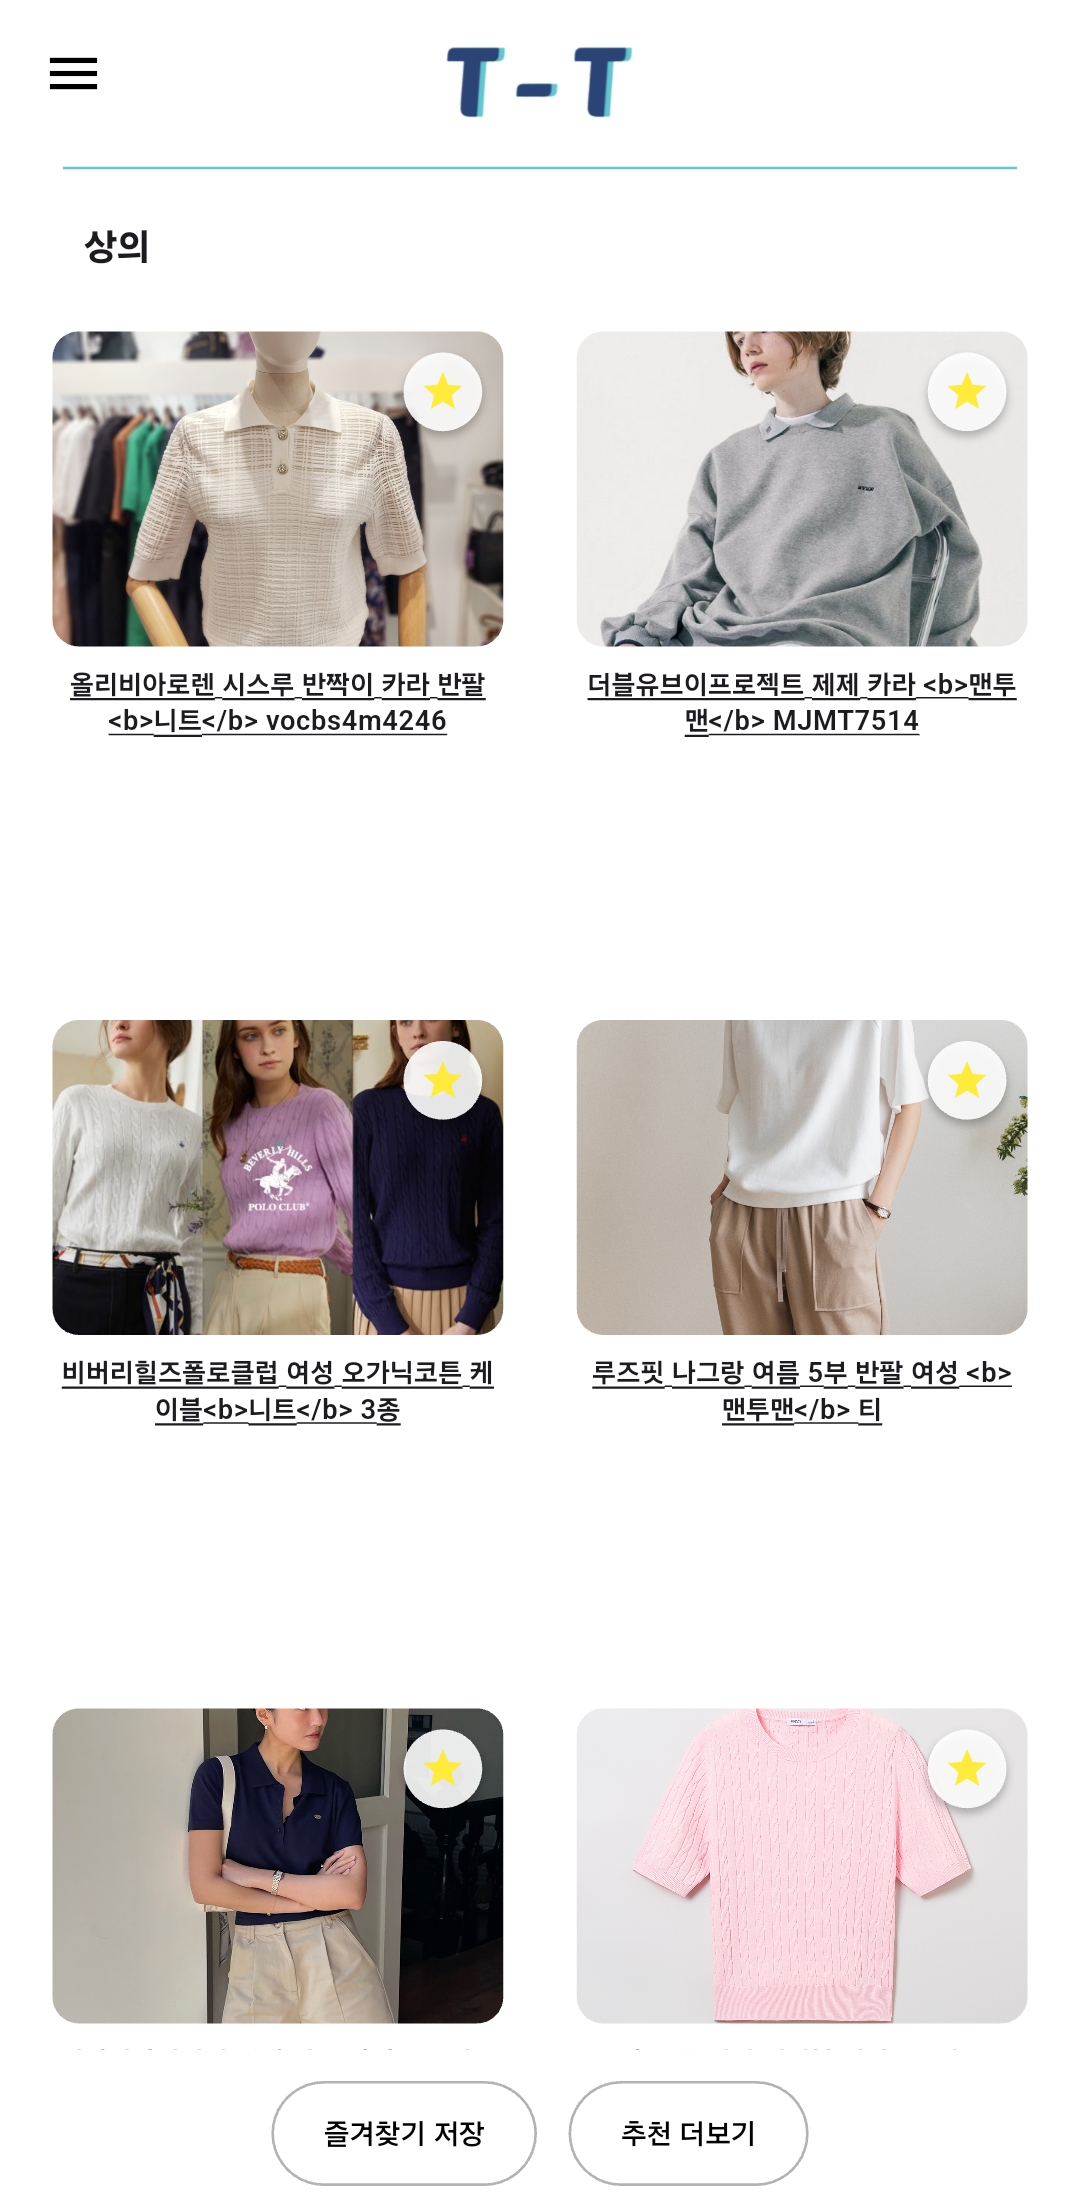 T-T
상의
올리비아로렌 시스루 반짝이 카라 반팔
<b>니트</b> vocbs4m4246
더블유브이프로젝트 제제 카라 <b>맨투
맨</b> MJMT7514
BEVERLY HILLS
POLO CLUB
비버리힐즈폴로클럽 여성 오가닉코튼 케
이블<b>니트</b> 3종
루즈핏 나그랑 여름 5부 반팔 여성 <b>
맨투맨</b> 티
즐겨찾기 저장
추천 더보기